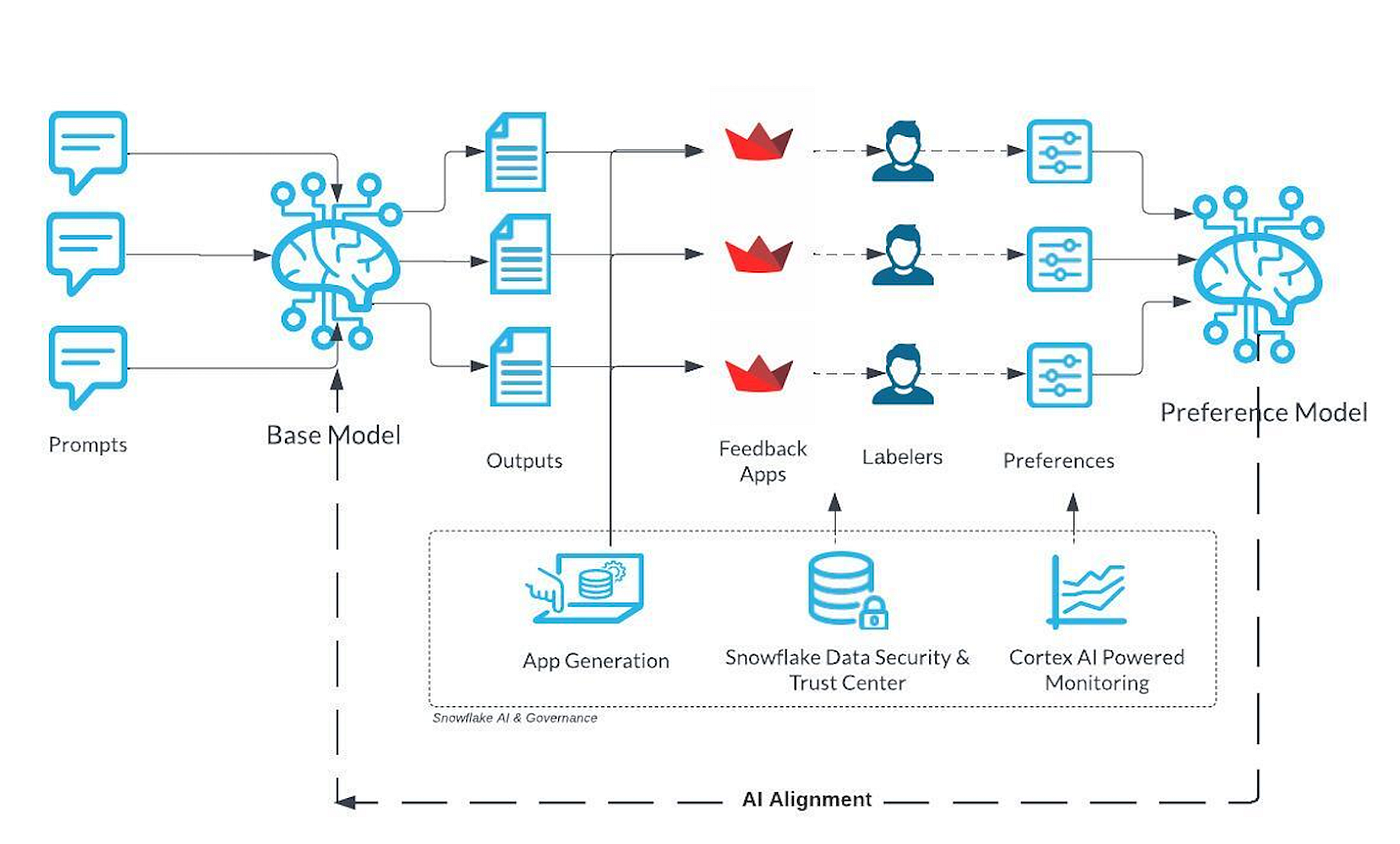 Prompts
Base Model
Outputs
Feedback
Apps
Labelers
Preferences
Preference Model
App Generation
Snowflake Data Security &
Trust Center
Cortex AI Powered
Monitoring
Snowflake AI & Governance
AI Alignment